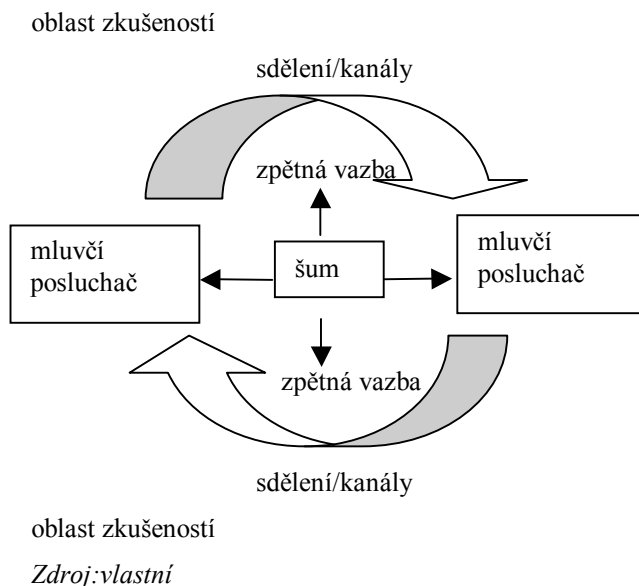 oblast zkušeností
sdělení/kanály
zpětná vazba
mluvčí
posluchač
šum
mluvčí
posluchač
zpětná vazba
sdělení/kanály
oblast zkušeností
Zdroj:vlastní